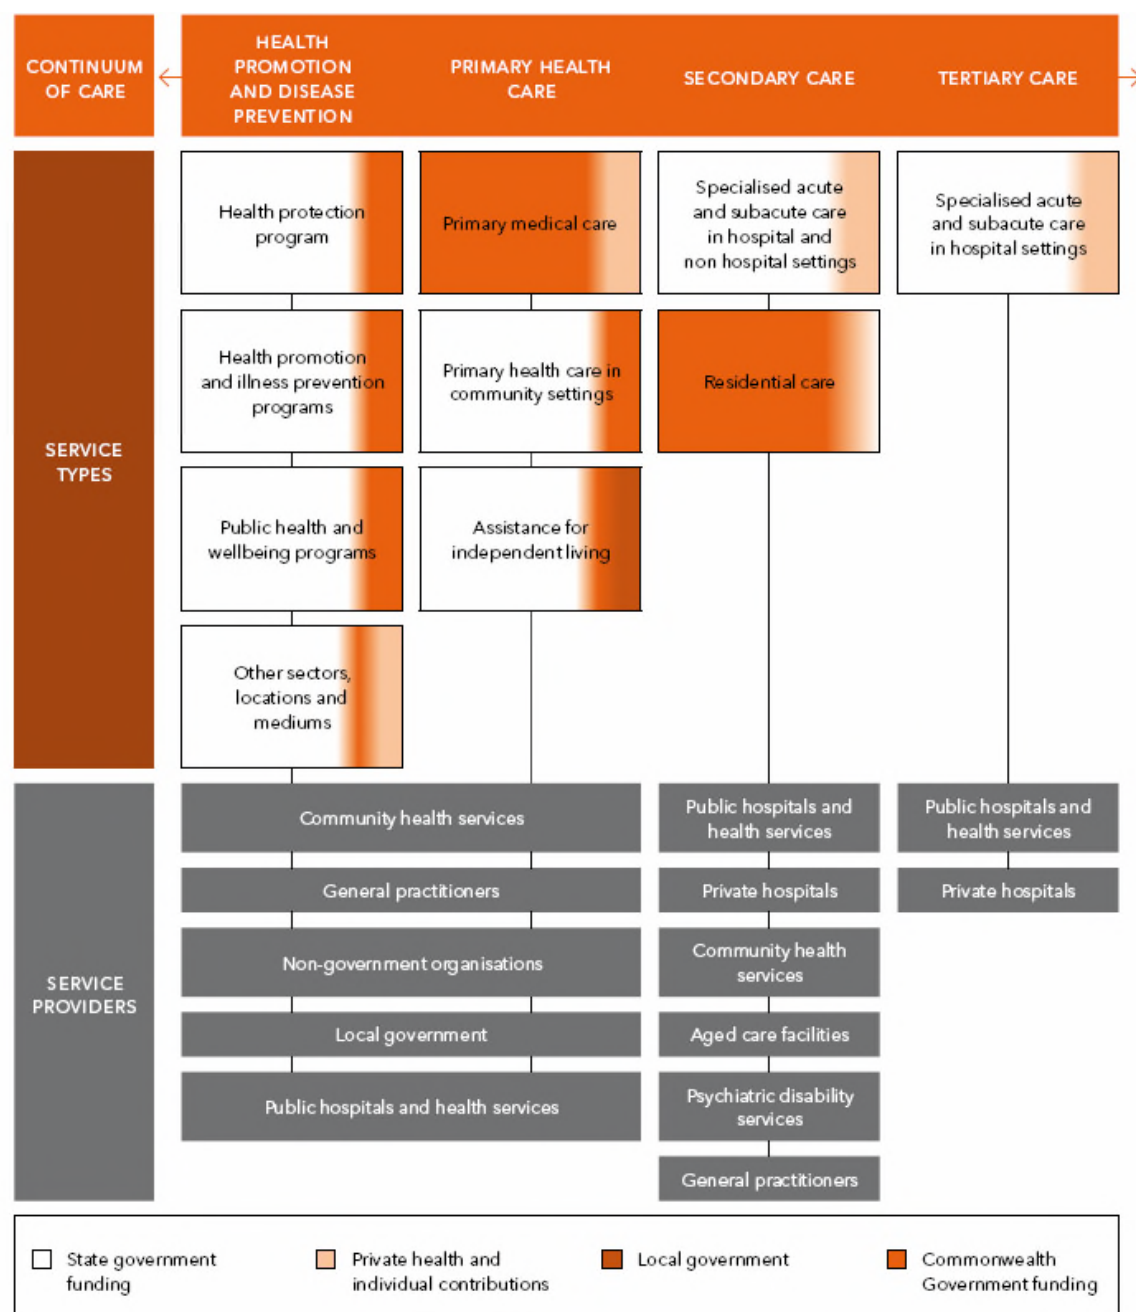 CONTINUUM
OF CARE
HEALTH
PROMOTION
AND DISEASE
PREVENTION
PRIMARY HEALTH
CARE
SECONDARY CARE
TERTIARY CARE
SERVICE
TYPES
Health protection
program
Primary medical care
Specialised acute
and subacute care
in hospital and
non hospital settings
Specialised acute
and subacute care
in hospital settings
Health promotion
and illness prevention
programs
Primary health care in
community settings
Residential care
Public health and
wellbeing programs
Assistance for
independent living
Other sectors,
locations and
mediums
SERVICE
PROVIDERS
Community health services
General practitioners
Non-government organisations
Local government
Public hospitals and health services
Public hospitals and
health services
Private hospitals
Community health
services
Aged care facilities
Psychiatric disability
services
General practitioners
Public hospitals and
health services
Private hospitals
State government
funding
Private health and
individual contributions
Local government
Commonwealth
Government funding